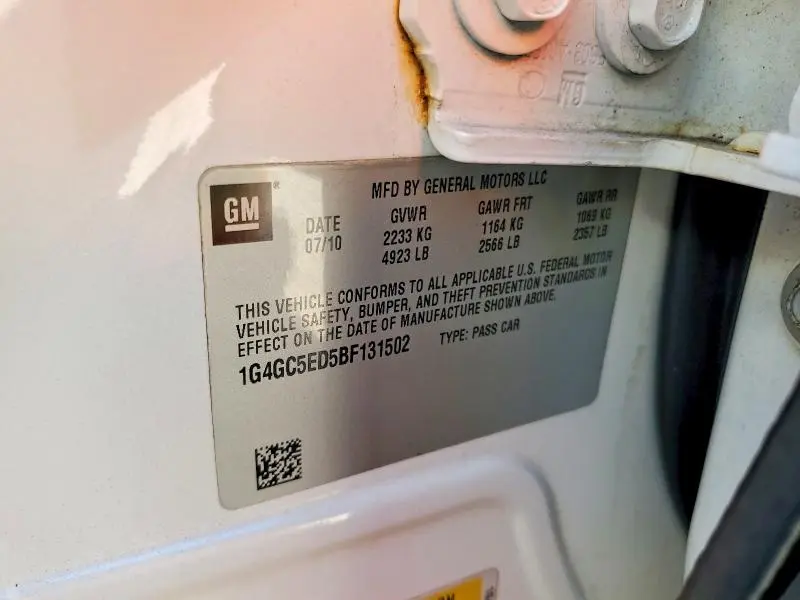 GM
MFD BY GENERAL MOTORS LLC
DATE GVWR GAWR FRT GAWR RR
07/10 2233 KG 1164 KG 1069 KG
4923 LB 2566 LB 2357 LB
THIS VEHICLE CONFORMS TO ALL APPLICABLE U.S. FEDERAL MOTOR
VEHICLE SAFETY, BUMPER, AND THEFT PREVENTION STANDARDS IN
EFFECT ON THE DATE OF MANUFACTURE SHOWN ABOVE.
1G4GC5ED5BF131502 TYPE: PASS CAR